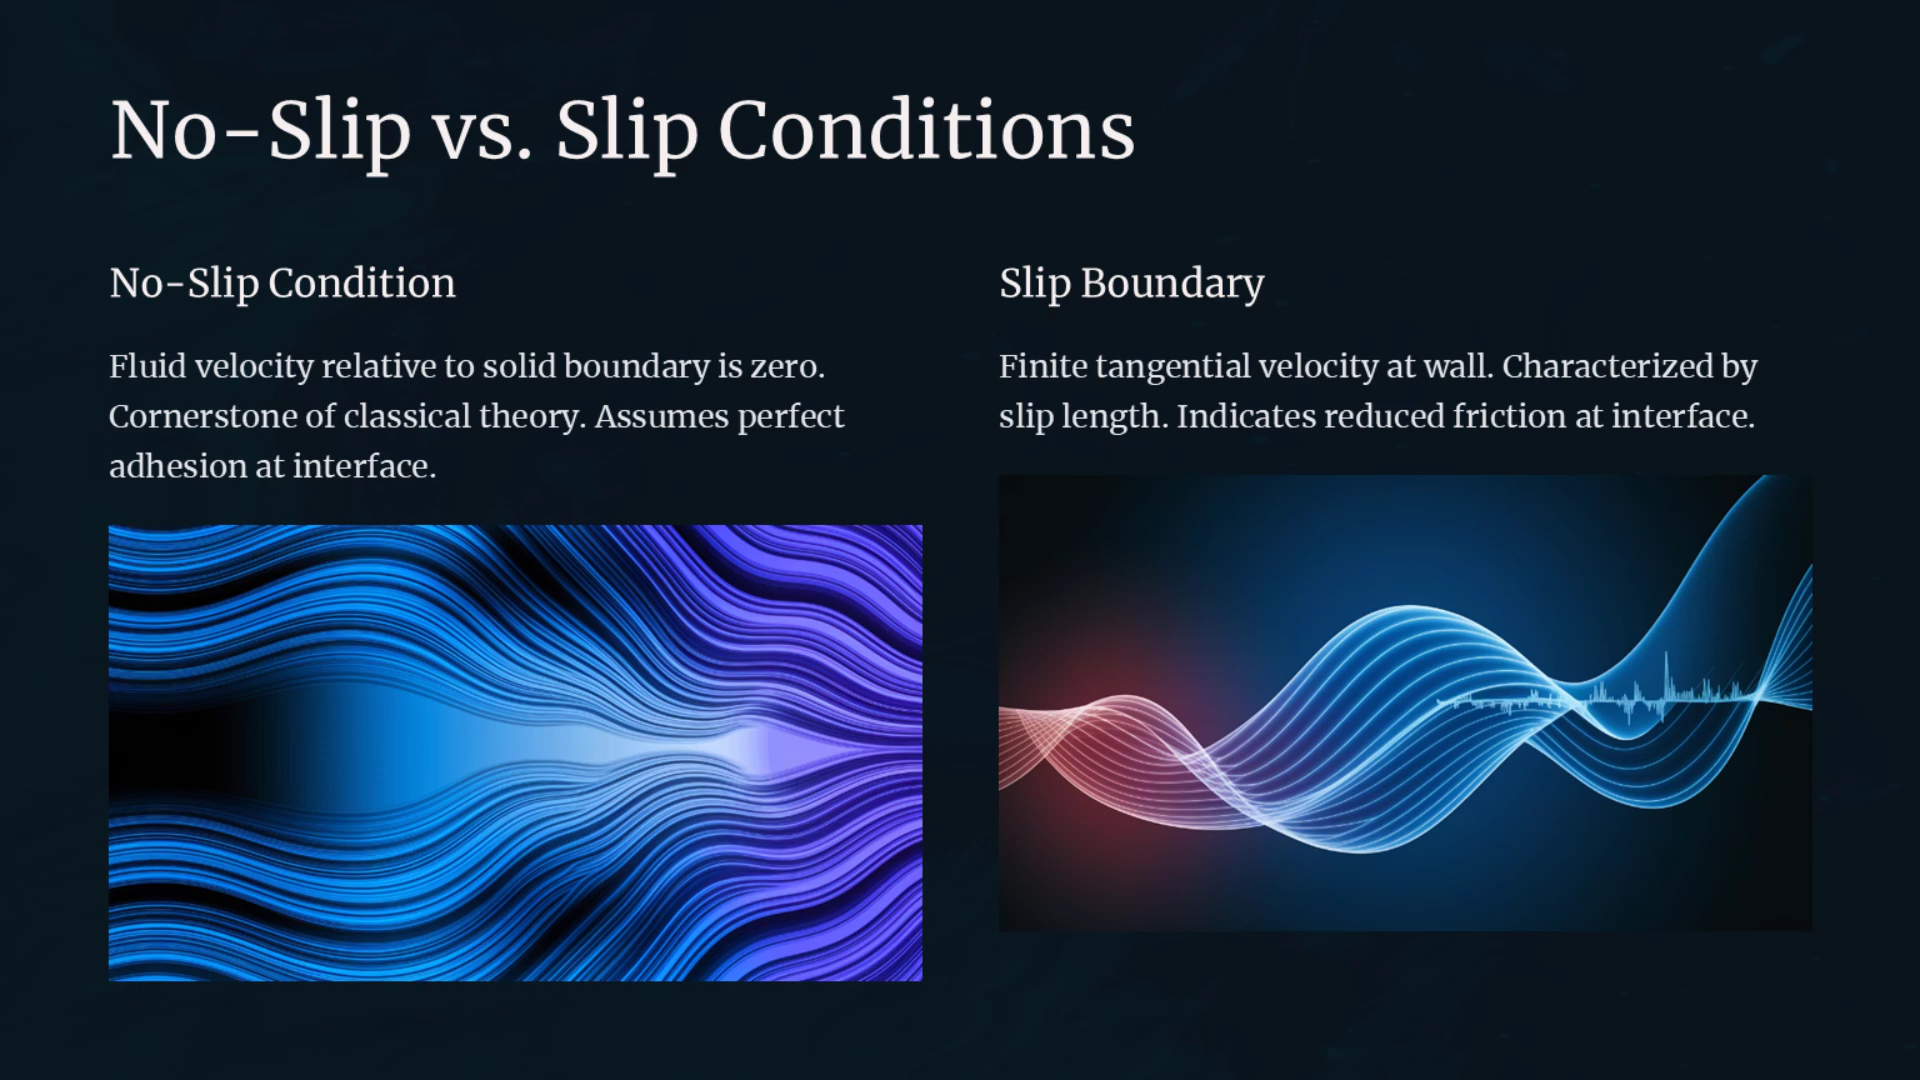 No-Slip vs. Slip Conditions
No-Slip Condition
Fluid velocity relative to solid boundary is zero.
Cornerstone of classical theory. Assumes perfect
adhesion at interface.
Slip Boundary
Finite tangential velocity at wall. Characterized by
slip length. Indicates reduced friction at interface.